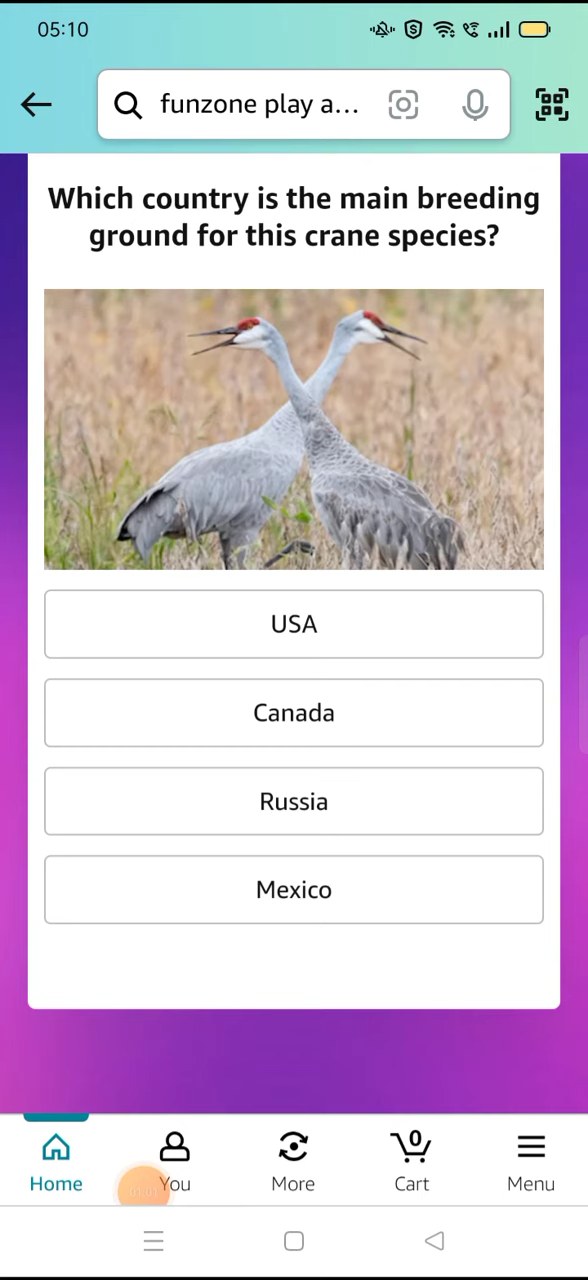 05:10
funzone play a...
Which country is the main breeding
ground for this crane species?
USA
Canada
Russia
Mexico
0
Home
You
More
Cart
Menu